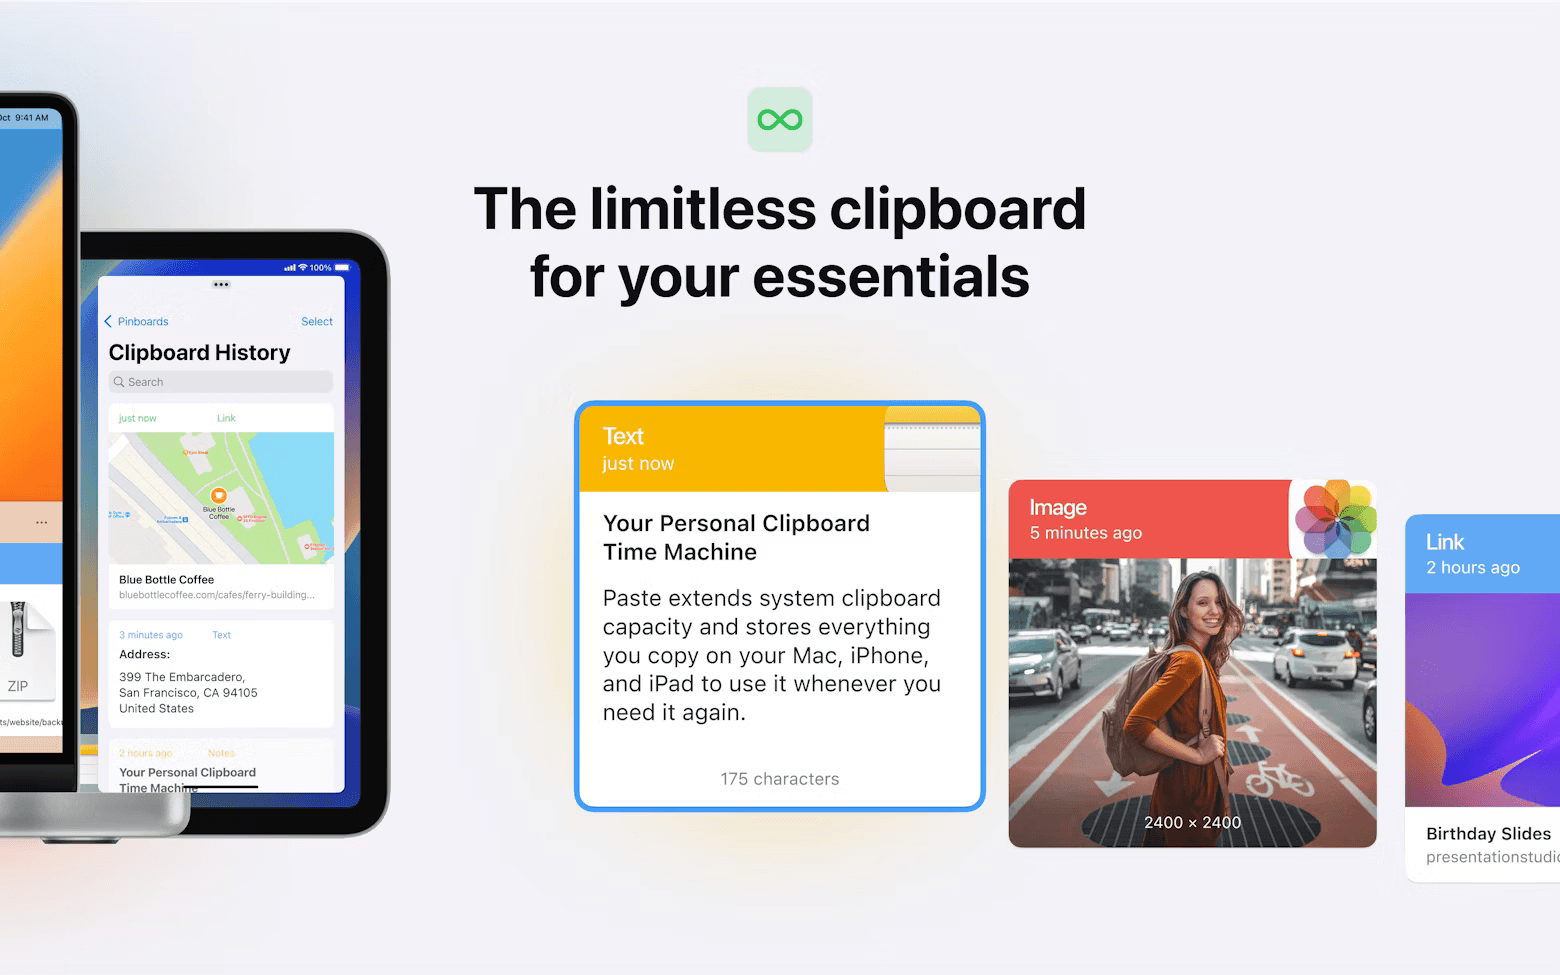 Oct 9:41 AM
The limitless clipboard
for your essentials
100%
Pinboards
Select
Clipboard History
Search
just now
Link
Blue Bottle
Coffee
Blue Bottle Coffee
bluebottlecoffee.com/cafes/ferry-building...
3 minutes ago
Text
Address:
399 The Embarcadero,
San Francisco, CA 94105
United States
2 hours ago
Notes
Your Personal Clipboard
Time Machine
ZIP
ts/website/backu
Text
just now
Your Personal Clipboard
Time Machine
Paste extends system clipboard
capacity and stores everything
you copy on your Mac, iPhone,
and iPad to use it whenever you
need it again.
175 characters
Image
5 minutes ago
2400 × 2400
Link
2 hours ago
Birthday Slides
presentationstudio